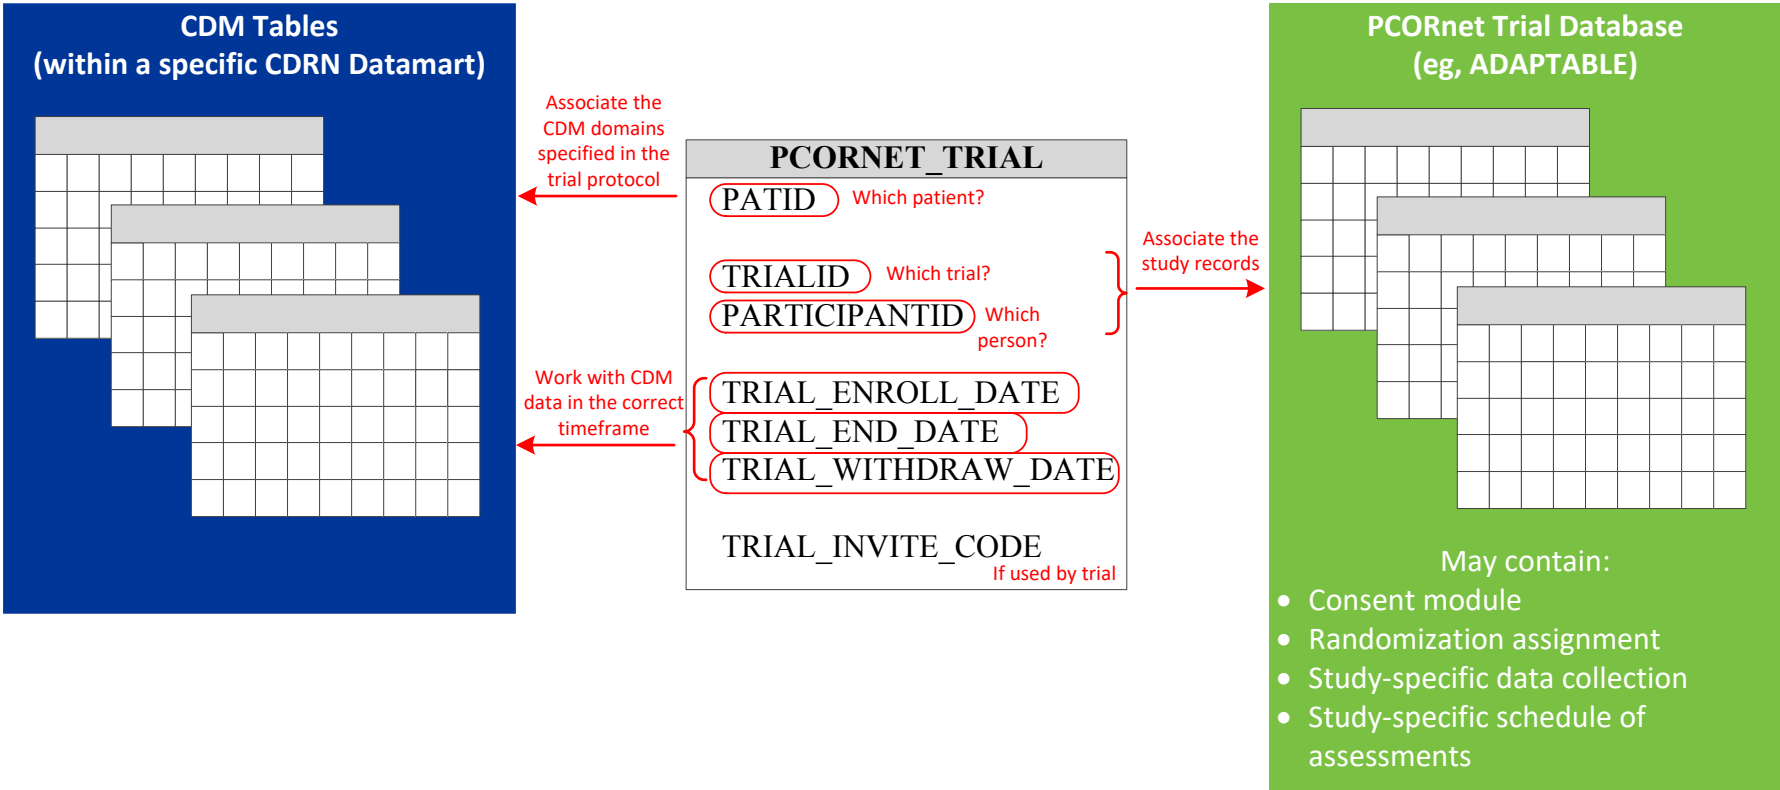 CDM Tables
(within a specific CDRN Datamart)
Associate the
CDM domains
specified in the
trial protocol
Work with CDM
data in the correct
timeframe
PCORNET_TRIAL
PATID Which patient?
TRIALID Which trial?
PARTICIPANTID Which
person?
TRIAL_ENROLL_DATE
TRIAL_END_DATE
TRIAL_WITHDRAW_DATE
TRIAL_INVITE_CODE
If used by trial
Associate the
study records
PCORnet Trial Database
(eg, ADAPTABLE)
May contain:
• Consent module
• Randomization assignment
• Study-specific data collection
• Study-specific schedule of
assessments